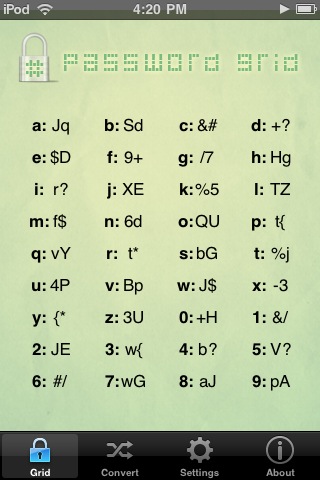 iPod 4:20 PM
Password grid
a: Jq b: Sd c: &# d: +?
e: $D f: 9+ g: /7 h: Hg
i: r? j: XE k: %5 l: TZ
m: f$ n: 6d o: QU p: t{
q: vY r: t* s: bG t: %j
u: 4P v: Bp w: J$ x: -3
y: {* z: 3U 0: +H 1: &/
2: JE 3: w{ 4: b? 5: V?
6: #/ 7: wG 8: aJ 9: pA
Grid Convert Settings About